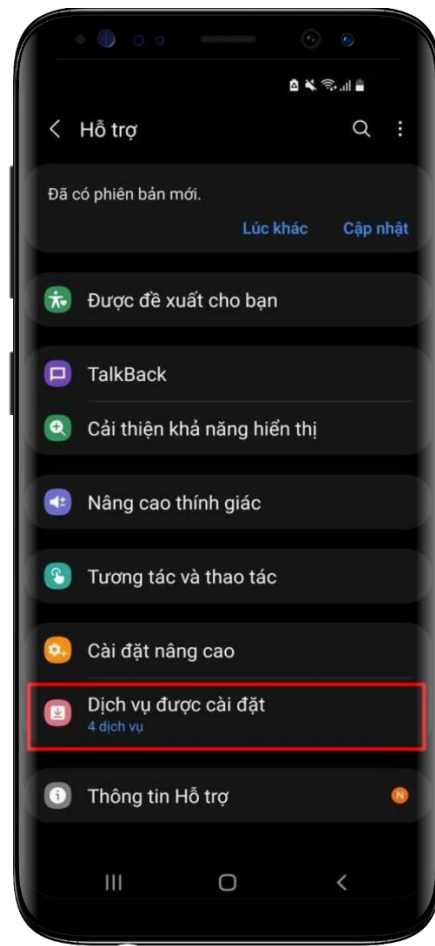 Hỗ trợ
Đã có phiên bản mới.
Lúc khác Cập nhật
Được đề xuất cho bạn
TalkBack
Cải thiện khả năng hiển thị
Nâng cao thính giác
Tương tác và thao tác
Cài đặt nâng cao
Dịch vụ được cài đặt
4 dịch vụ
Thông tin Hỗ trợ N